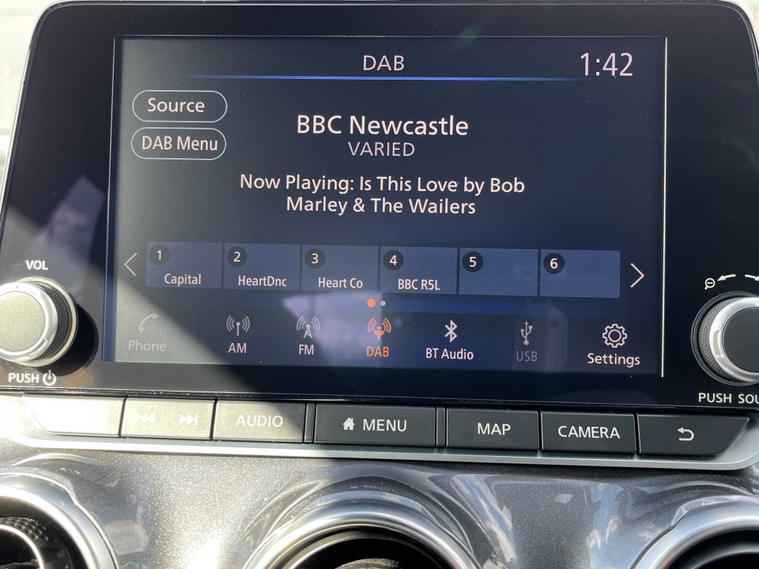 DAB
1:42
Source
DAB Menu
BBC Newcastle
VARIED
Now Playing: Is This Love by Bob
Marley & The Wailers
1
Capital
2
HeartDnc
3
Heart Co
4
BBC R5L
5
6
Phone
AM
FM
DAB
BT Audio
USB
Settings
VOL
PUSH
PUSH SOU
AUDIO
MENU
MAP
CAMERA